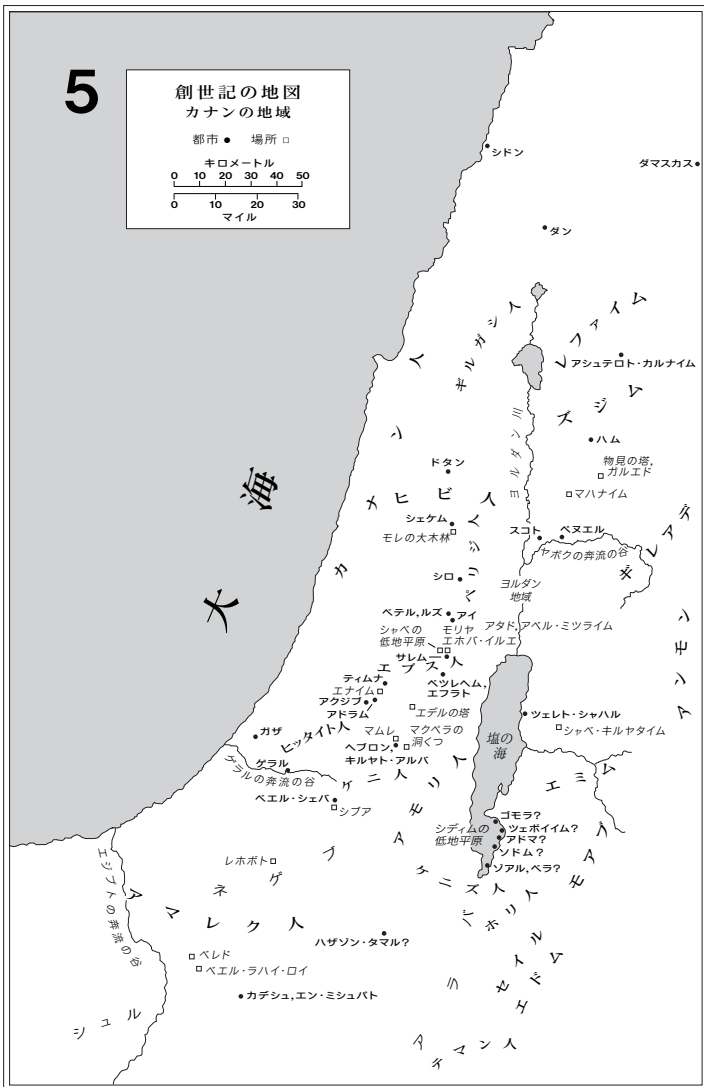 5
創世記の地図
カナンの地域
都市 ● 場所 □
キロメートル
0 10 20 30 40 50
0 10 20 30
マイル
シドン
ダマスカス
ダン
ギルガシ人
レファイム
アシュテロト・カルナイム
ズジム
ハム
物見の塔,
ガルエド
マハナイム
ヨルダン川
カナン人
ドタン
ヒビ人
シェケム
モレの大木林
ペリジ人
スコト
ペヌエル
ヤボクの奔流の谷
ギレアデ
大海
シロ
ヨルダン
地域
ベテル,ルズ
アイ
アタド,アベル・ミツライム
シャベの
低地平原
モリヤ
エホバ・イルエ
サレム
エブス人
アンモン
ティムナ
エナイム
ベツレヘム,
エフラト
アクジブ
アドラム
エデルの塔
ツェレト・シャハル
シャベ・キルヤタイム
ガザ
ヒッタイト人
マムレ
マクペラの
洞くつ
ヘブロン,
キルヤト・アルバ
塩の
海
ゲラル
ゲラルの奔流の谷
ケニ人
アモリ人
エミム
ベエル・シェバ
シブア
ゴモラ?
シディムの
低地平原
ツェボイイム?
アドマ?
ソドム?
ゾアル,ベラ?
モアブ
レホボト
ネゲブ
ケニズ人
ホリ人
エジプトの奔流の谷
アマレク人
ハザゾン・タマル?
セイル
エドム
ベレド
ベエル・ラハイ・ロイ
カデシュ,エン・ミシュパト
シュル
テマン人